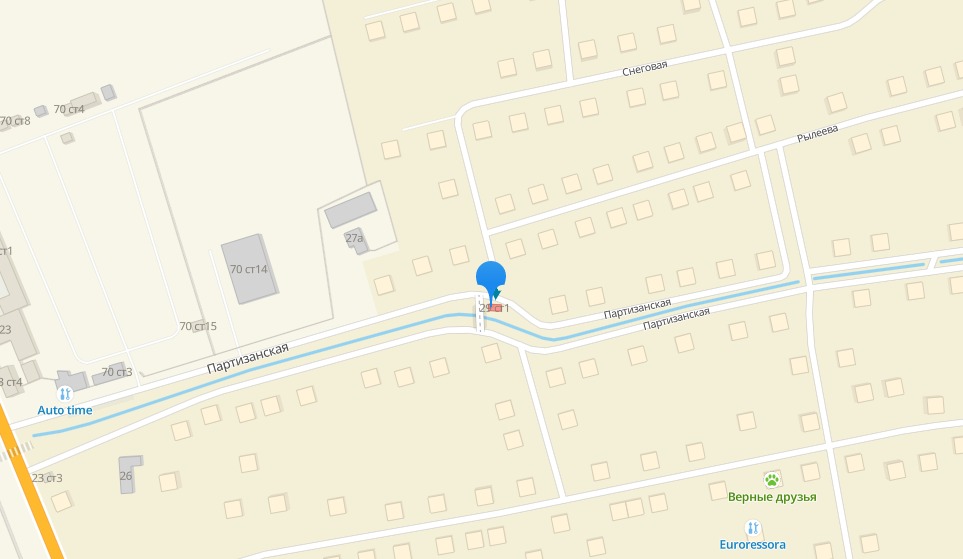 Снеговая
70 ст4
70 ст8
Рылеева
27а
ст1
70 ст14
29 ст1
Партизанская
Партизанская
70 ст15
23
Партизанская
70 ст3
ст4
Auto time
26
23 ст3
Верные друзья
Euroressora